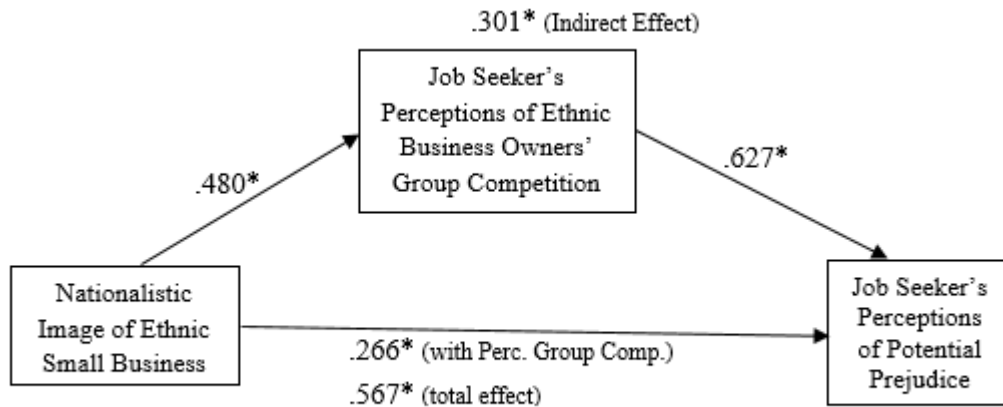 .301* (Indirect Effect)
Job Seeker’s
Perceptions of Ethnic
Business Owners’
Group Competition
.480*
.627*
Nationalistic
Image of Ethnic
Small Business
Job Seeker’s
Perceptions
of Potential
Prejudice
.266* (with Perc. Group Comp.)
.567* (total effect)